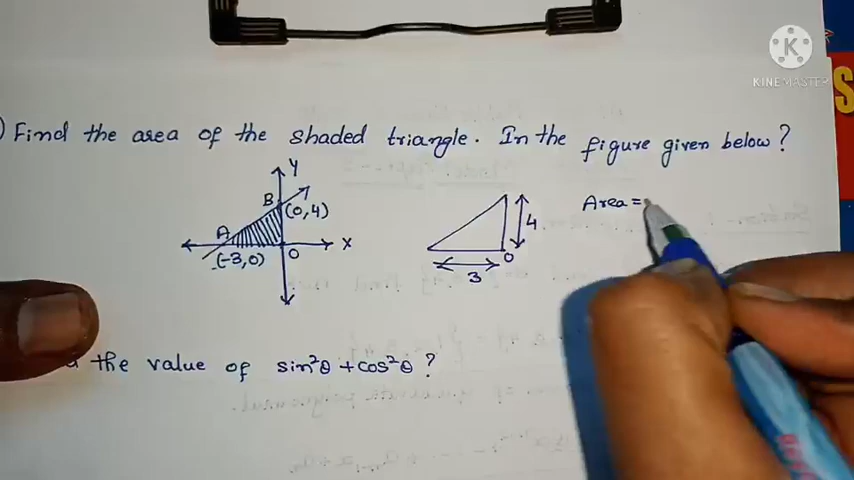 K
KINEMASTER
) Find the area of the shaded triangle. In the figure given below?
Y
B
(0,4)
A
X
(-3,0)
O
4
O
3
Area =
the value of sin²θ + cos²θ ?